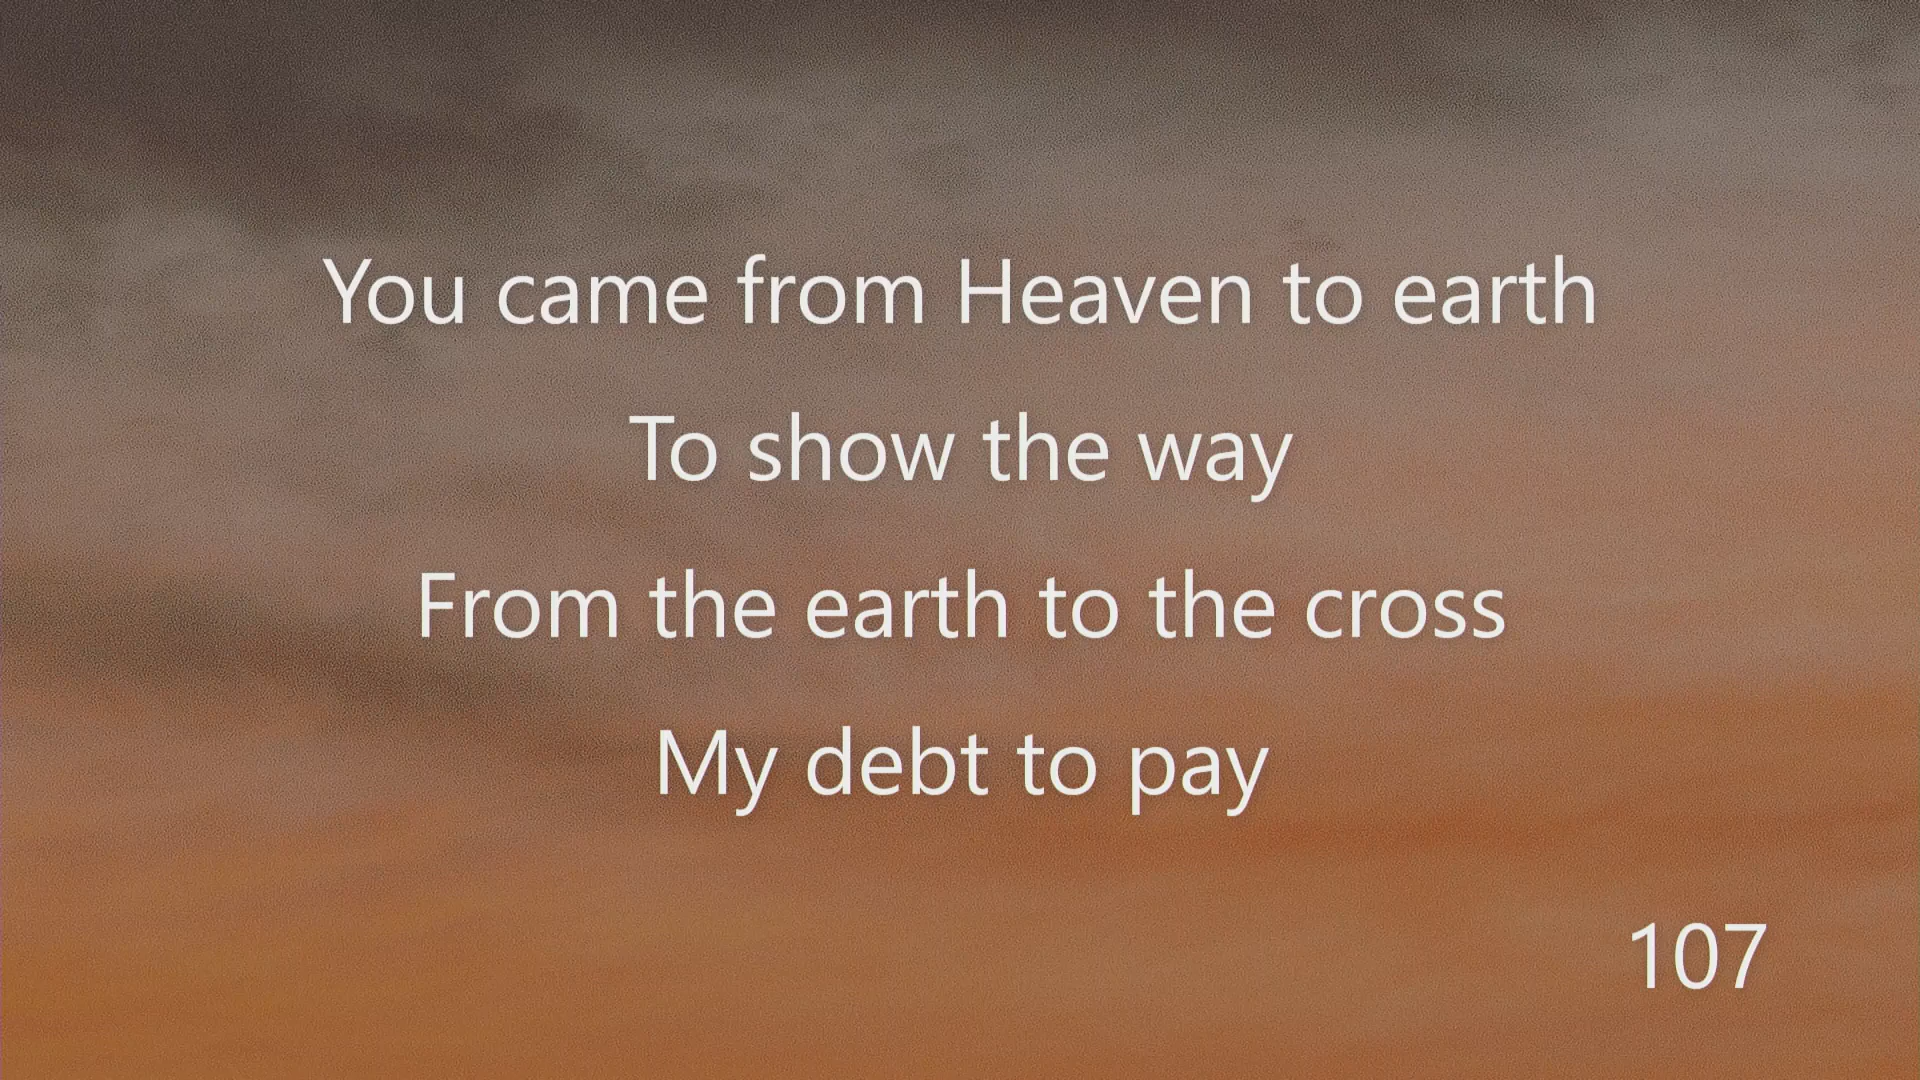 You came from Heaven to earth
To show the way
From the earth to the cross
My debt to pay
107